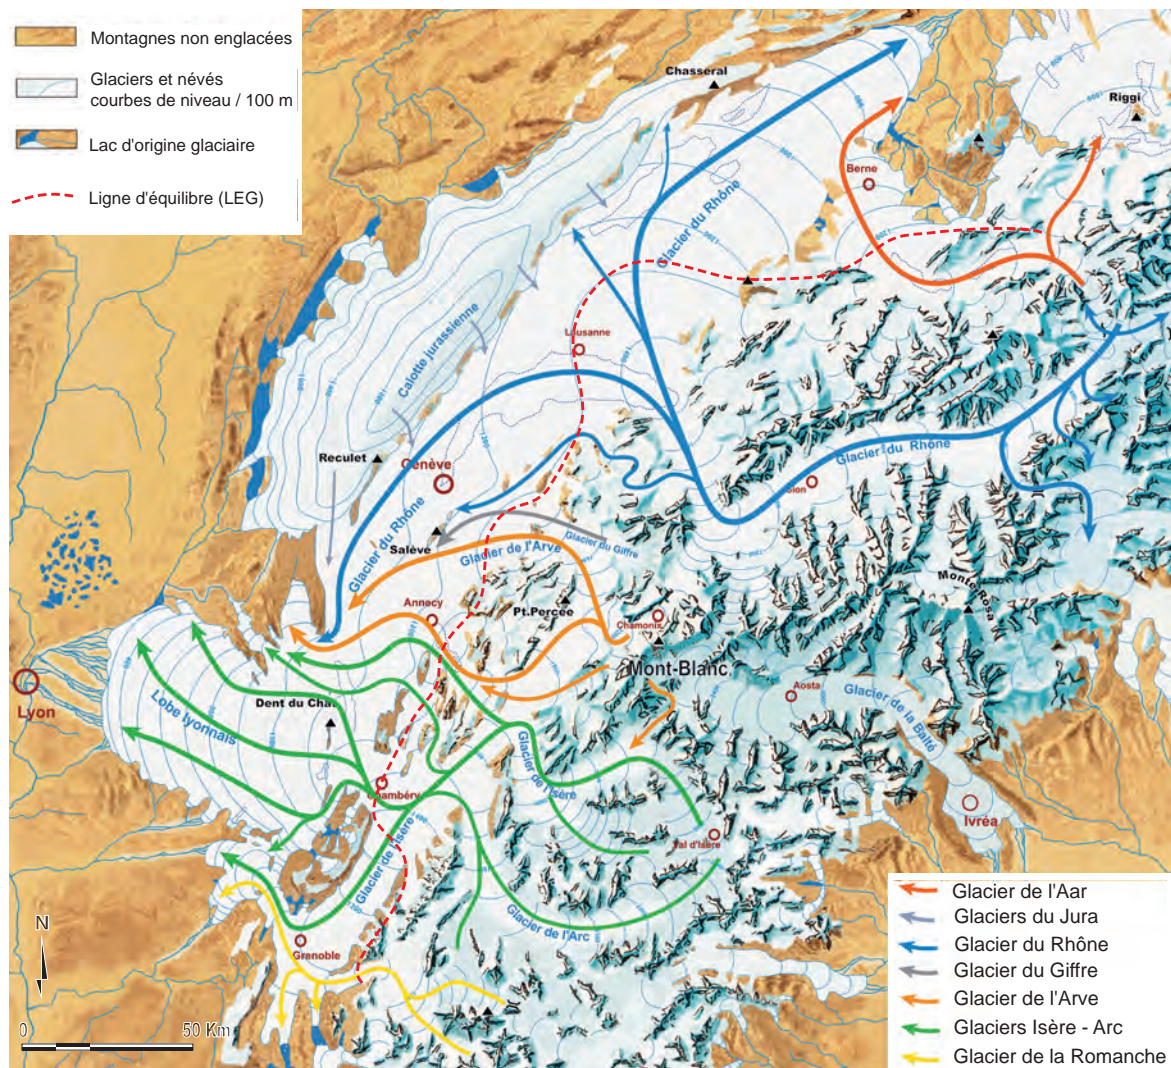 Montagnes non englacées
Glaciers et névés
courbes de niveau / 100 m
Lac d'origine glaciaire
Ligne d'équilibre (LEG)
Chasseral
Riggi
Berne
Glacier du Rhône
Lausanne
Calotte jurassienne
Reculet
Genève
Glacier du Rhône
Sion
Glacier du Rhône
Salève
Glacier de l'Arve
Glacier du Giffre
Monte Rosa
Annecy
Pt.Percée
Chamonix
Mont-Blanc
Aosta
Glacier de la Balté
Lyon
Lobe lyonnais
Dent du Chat
Glacier de l'Isère
Chambéry
Ivréa
Val d'Isère
Glacier de l'Isère
Glacier de l'Arc
Grenoble
N
0 50 Km
Glacier de l'Aar
Glaciers du Jura
Glacier du Rhône
Glacier du Giffre
Glacier de l'Arve
Glaciers Isère - Arc
Glacier de la Romanche